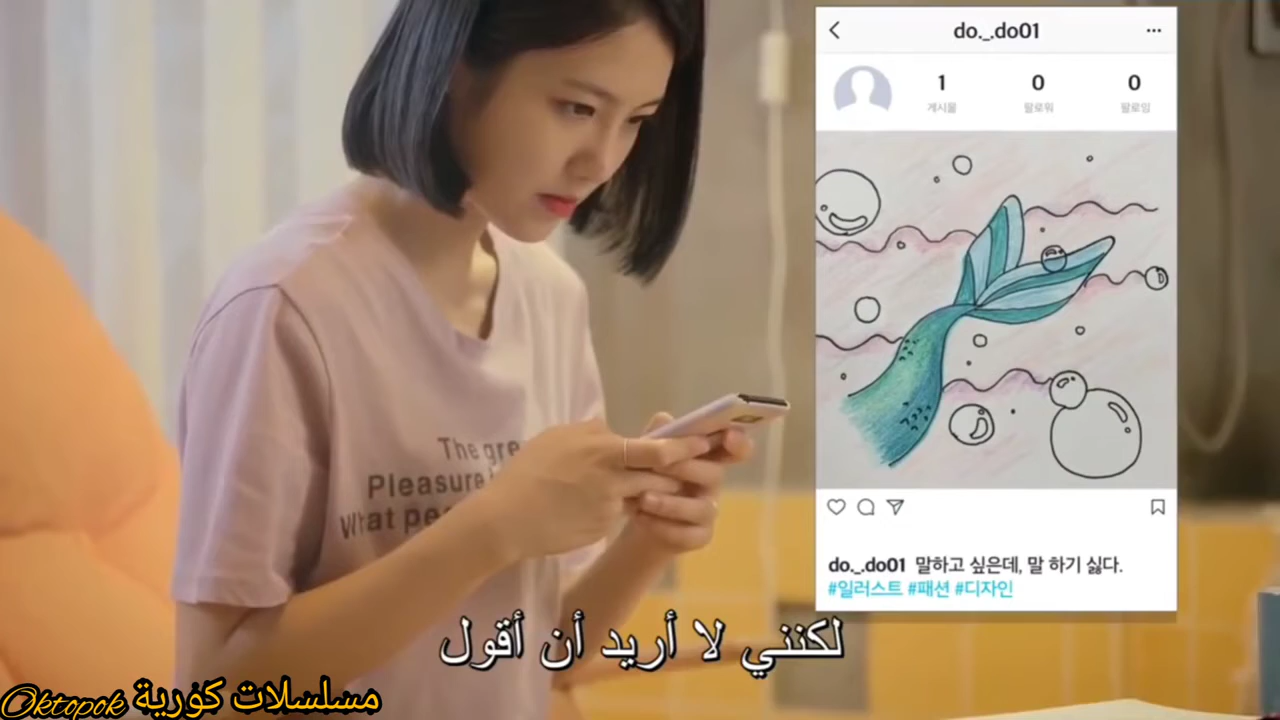 do._.do01
1 0 0
게시물 팔로워 팔로잉
The gre
Pleasure
What pe
do._.do01 말하고 싶은데, 말 하기 싫다.
#일러스트 #패션 #디자인
لكنني لا أريد أن أقول
Oktopok مسلسلات كورية